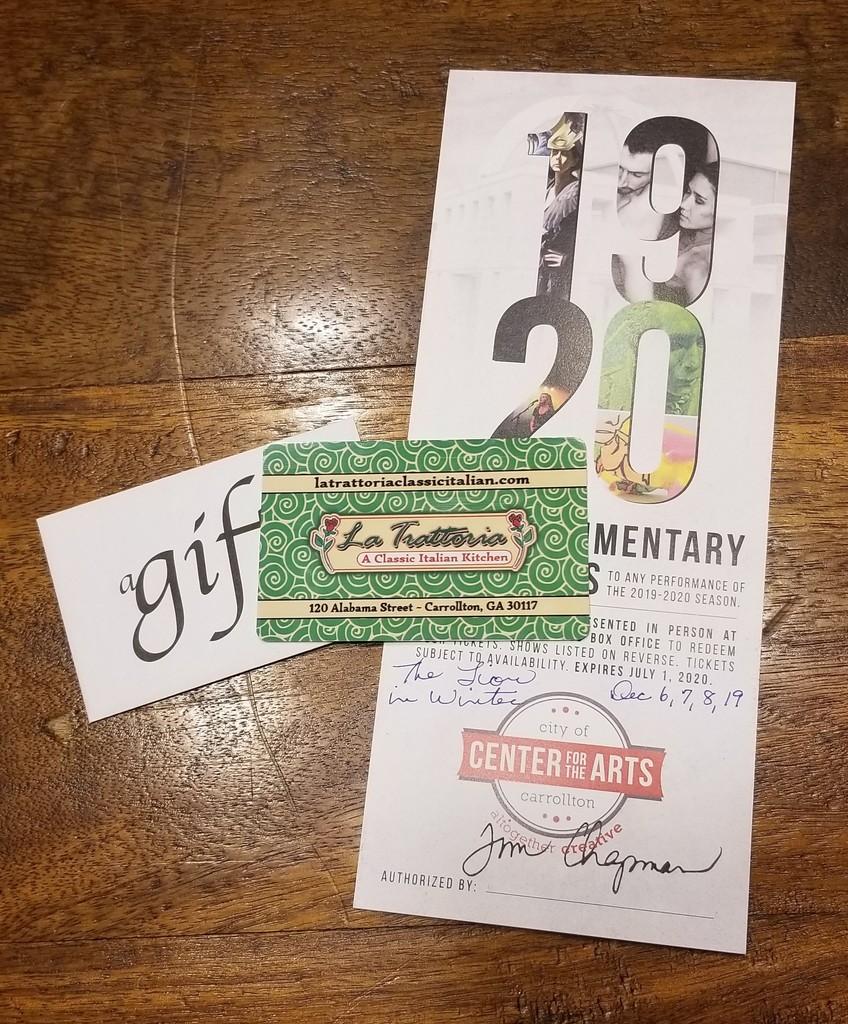 19
20
MENTARY
S TO ANY PERFORMANCE OF
THE 2019-2020 SEASON.
ESENTED IN PERSON AT
BOX OFFICE TO REDEEM
TICKETS. SHOWS LISTED ON REVERSE. TICKETS
SUBJECT TO AVAILABILITY. EXPIRES JULY 1, 2020.
The Lion
in Winter
Dec 6, 7, 8, 19
city of
CENTER FOR THE ARTS
carrollton
altogether creative
Tim Chapman
AUTHORIZED BY:
a gif
latrattoriaclassicitalian.com
La Trattoria
A Classic Italian Kitchen
120 Alabama Street - Carrollton, GA 30117